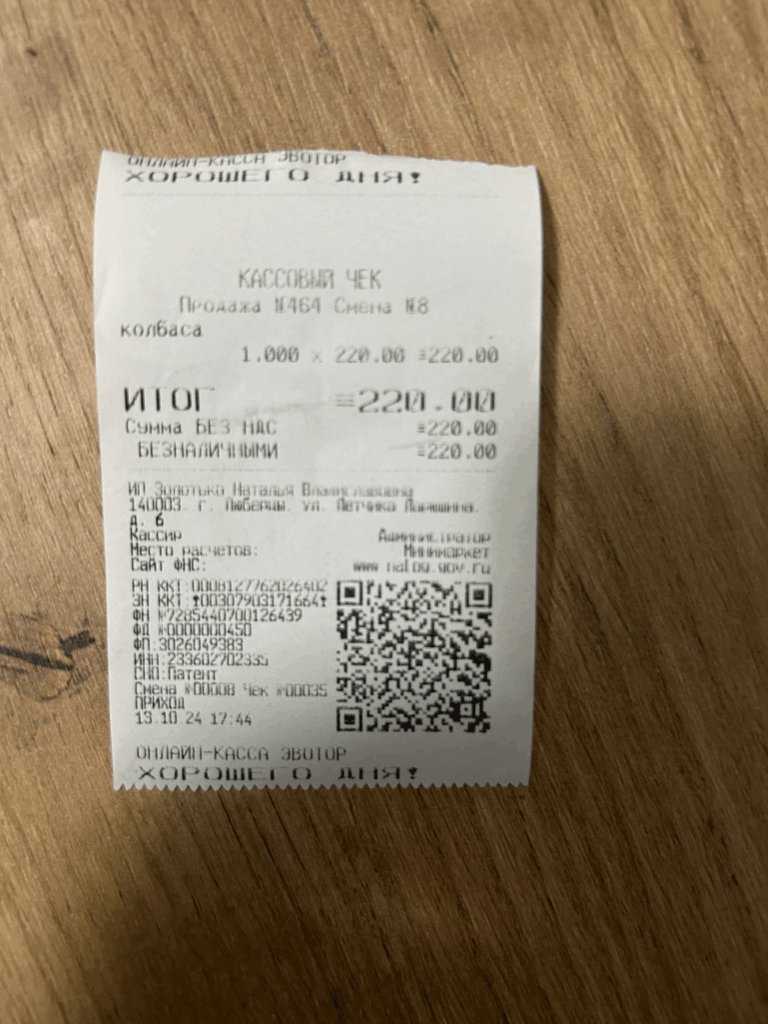 ОНЛАЙН-КАССА ЭВОТОР
ХОРОШЕГО ДНЯ!
КАССОВЫЙ ЧЕК
Продажа №464 Смена №8
колбаса
1.000 x 220.00 =220.00
ИТОГ =220.00
Сумма БЕЗ НДС =220.00
БЕЗНАЛИЧНЫМИ =220.00
ИП Золотько Наталья Владиславовна
140003. г. Люберцы. ул. Летчика Ларюшина.
д. 6
Кассир Администратор
Место расчетов: Минимаркет
Сайт ФНС: www.nalog.gov.ru
РН ККТ:0008127762026402
ЗН ККТ:!00307903171664!
ФН №7285440700126439
ФД №0000000450
ФП:3026049383
ИНН:233602702335
СНО:Патент
Смена №00008 Чек №00035
ПРИХОД
13.10.24 17:44
ОНЛАЙН-КАССА ЭВОТОР
ХОРОШЕГО ДНЯ!